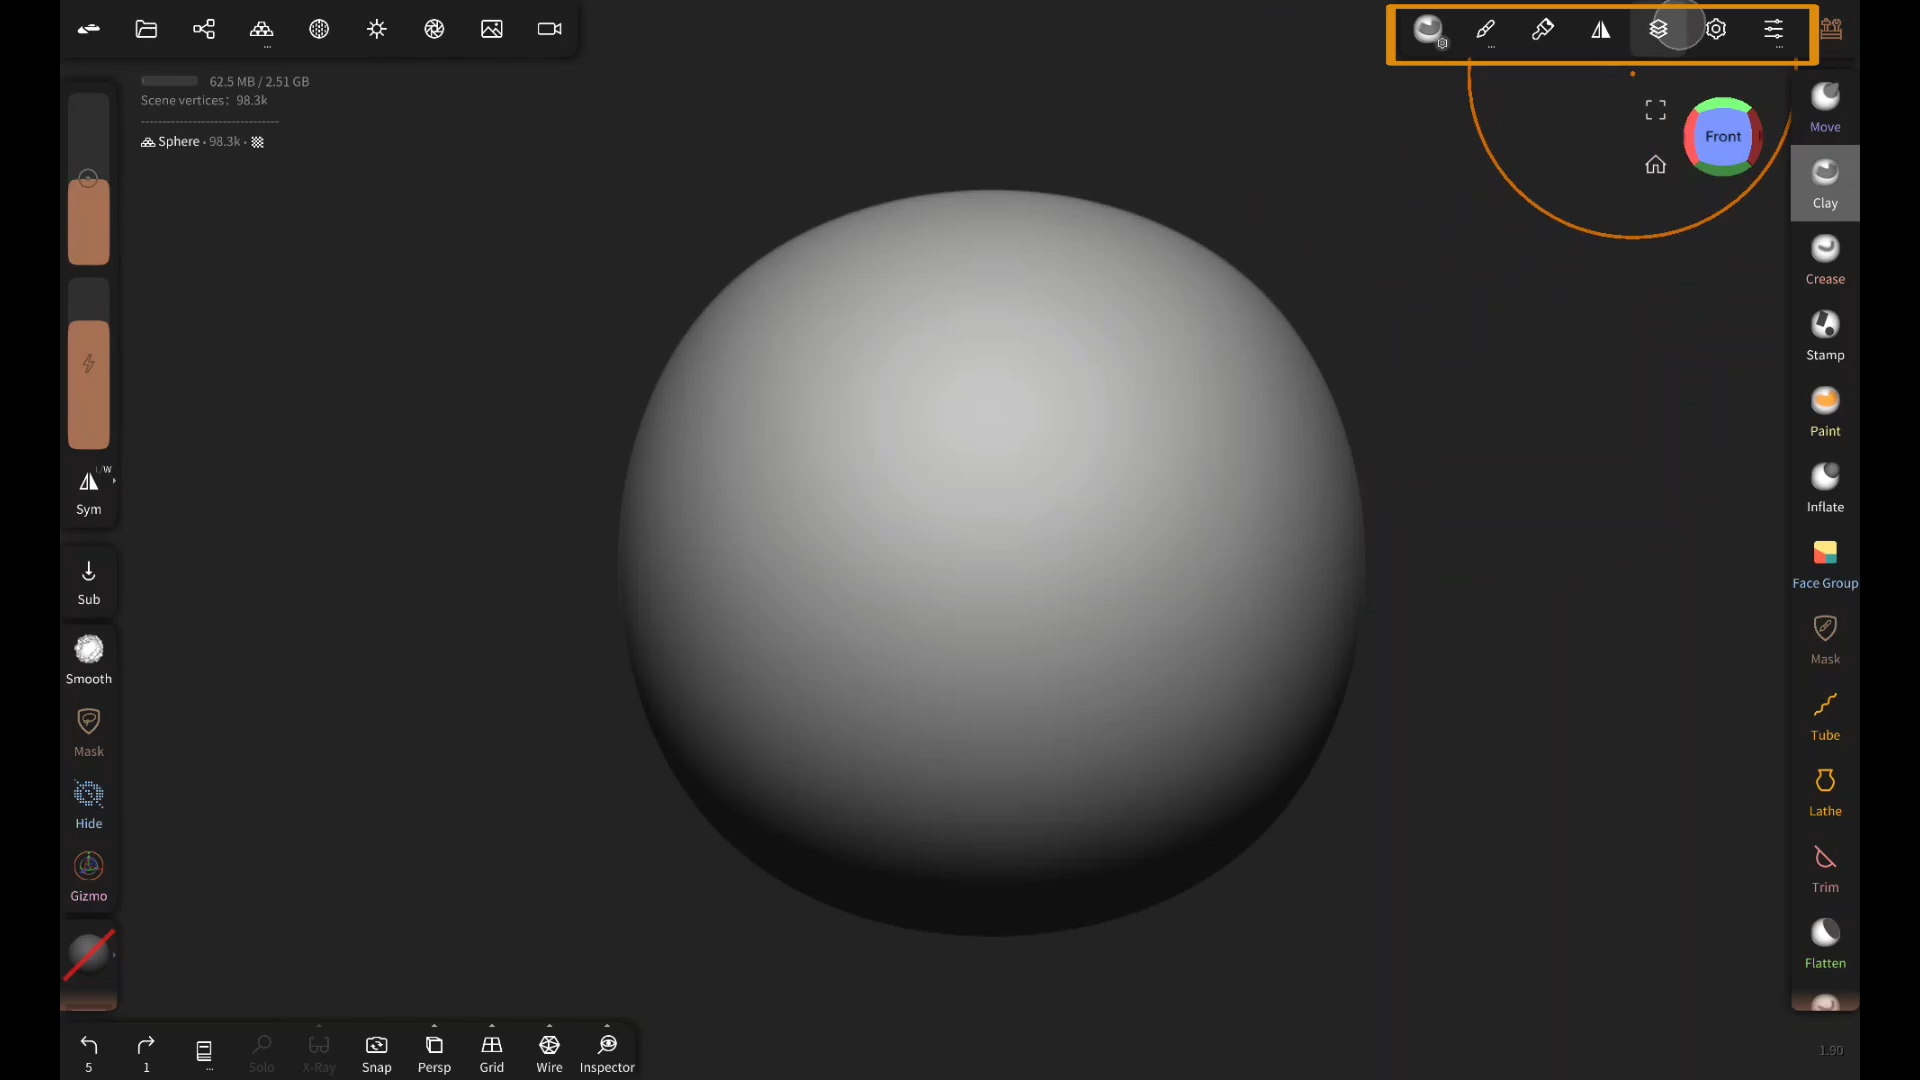 62.5 MB / 2.51 GB
Scene vertices: 98.3k
Sphere • 98.3k •
Front
Move
Clay
Crease
Stamp
Paint
Inflate
Face Group
Mask
Tube
Lathe
Trim
Flatten
L/W
Sym
Sub
Smooth
Mask
Hide
Gizmo
5
1
...
Solo
X-Ray
Snap
Persp
Grid
Wire
Inspector
1.90